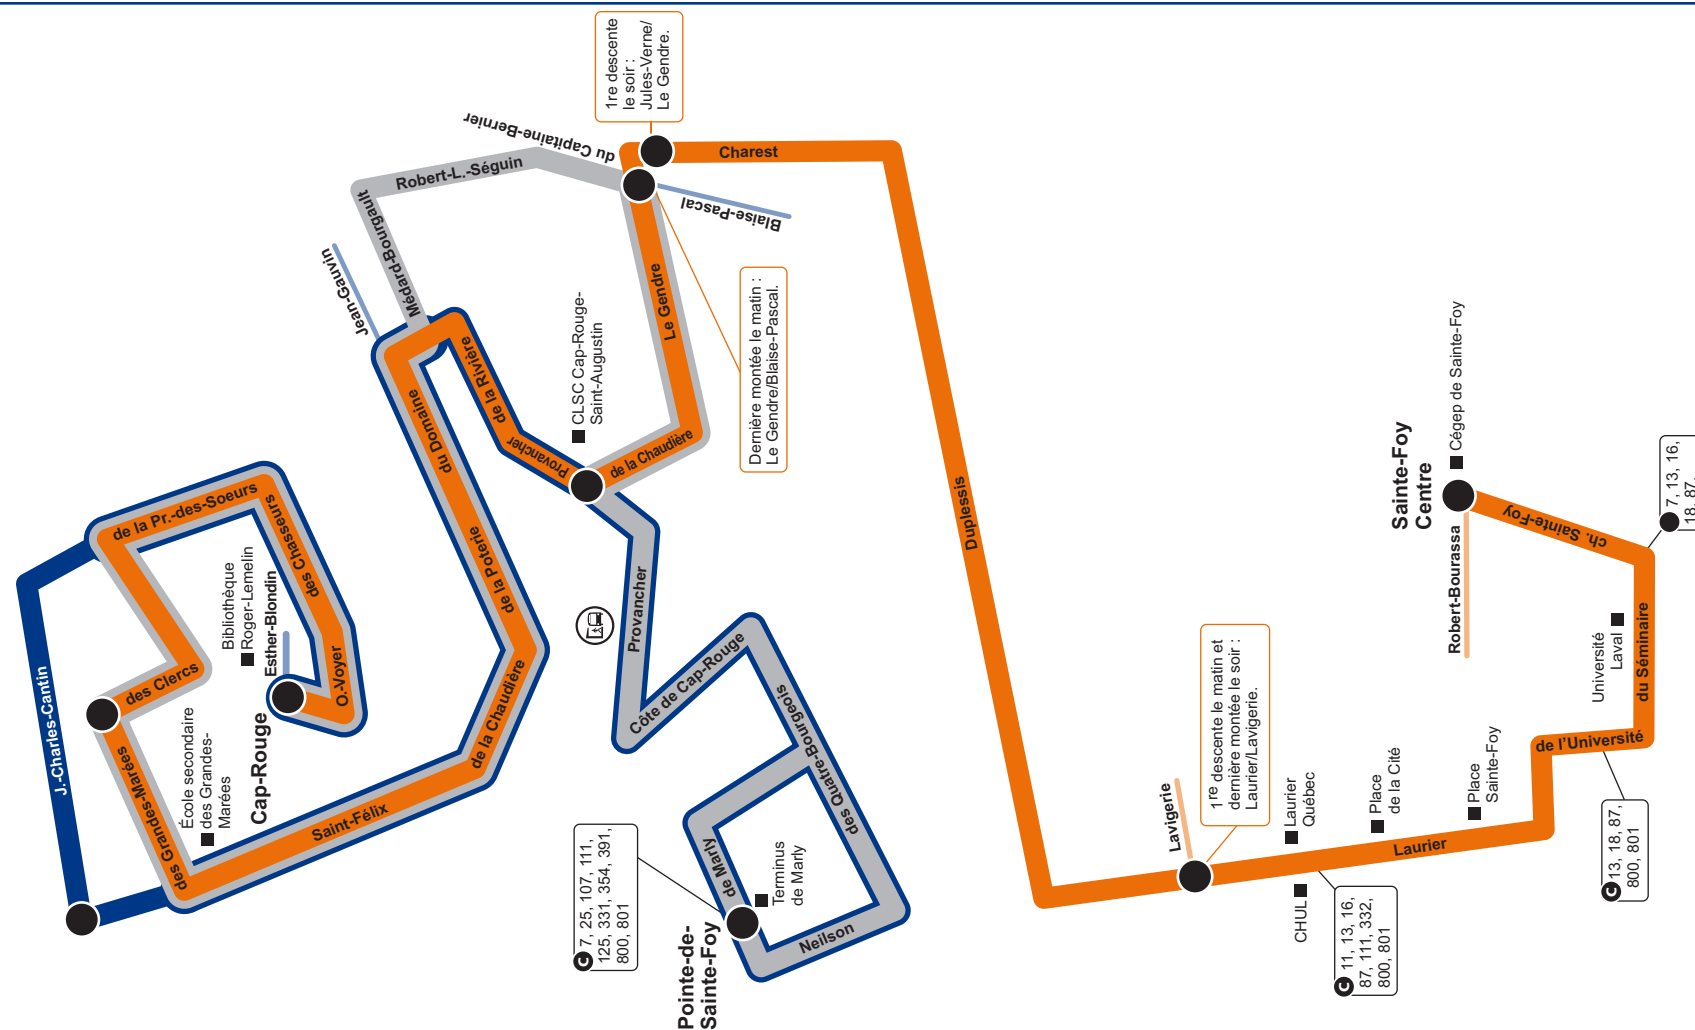 1re descente
le soir :
Jules-Verne/
Le Gendre.
du Capitaine-Bernier
Robert-L.-Séguin
Charest
Médard-Bourgault
Blaise-Pascal
Jean-Gauvin
Le Gendre
Dernière montée le matin :
Le Gendre/Blaise-Pascal.
de la Rivière
CLSC Cap-Rouge-
Saint-Augustin
Provancher
de la Chaudière
du Domaine
de la Poterie
de la Pr.-des-Soeurs
des Chasseurs
Bibliothèque
Roger-Lemelin
Esther-Blondin
O.-Voyer
des Clercs
J.-Charles-Cantin
École secondaire
des Grandes-
Marées
Cap-Rouge
des Grandes-Marées
Saint-Félix
de la Chaudière
Provancher
Côte de Cap-Rouge
des Quatre-Bourgeois
de Marly
Terminus
de Marly
Neilson
Pointe-de-
Sainte-Foy
C 7, 25, 107, 111,
125, 331, 354, 391,
800, 801
Duplessis
Sainte-Foy
Centre
Cégep de Sainte-Foy
ch. Sainte-Foy
Robert-Bourassa
7, 13, 16,
18, 87,
Université
Laval
du Séminaire
de l'Université
1re descente le matin et
dernière montée le soir :
Laurier/Lavigerie.
Lavigerie
Laurier
Québec
Place
de la Cité
Place
Sainte-Foy
Laurier
CHUL
C 11, 13, 16,
87, 111, 332,
800, 801
C 13, 18, 87,
800, 801